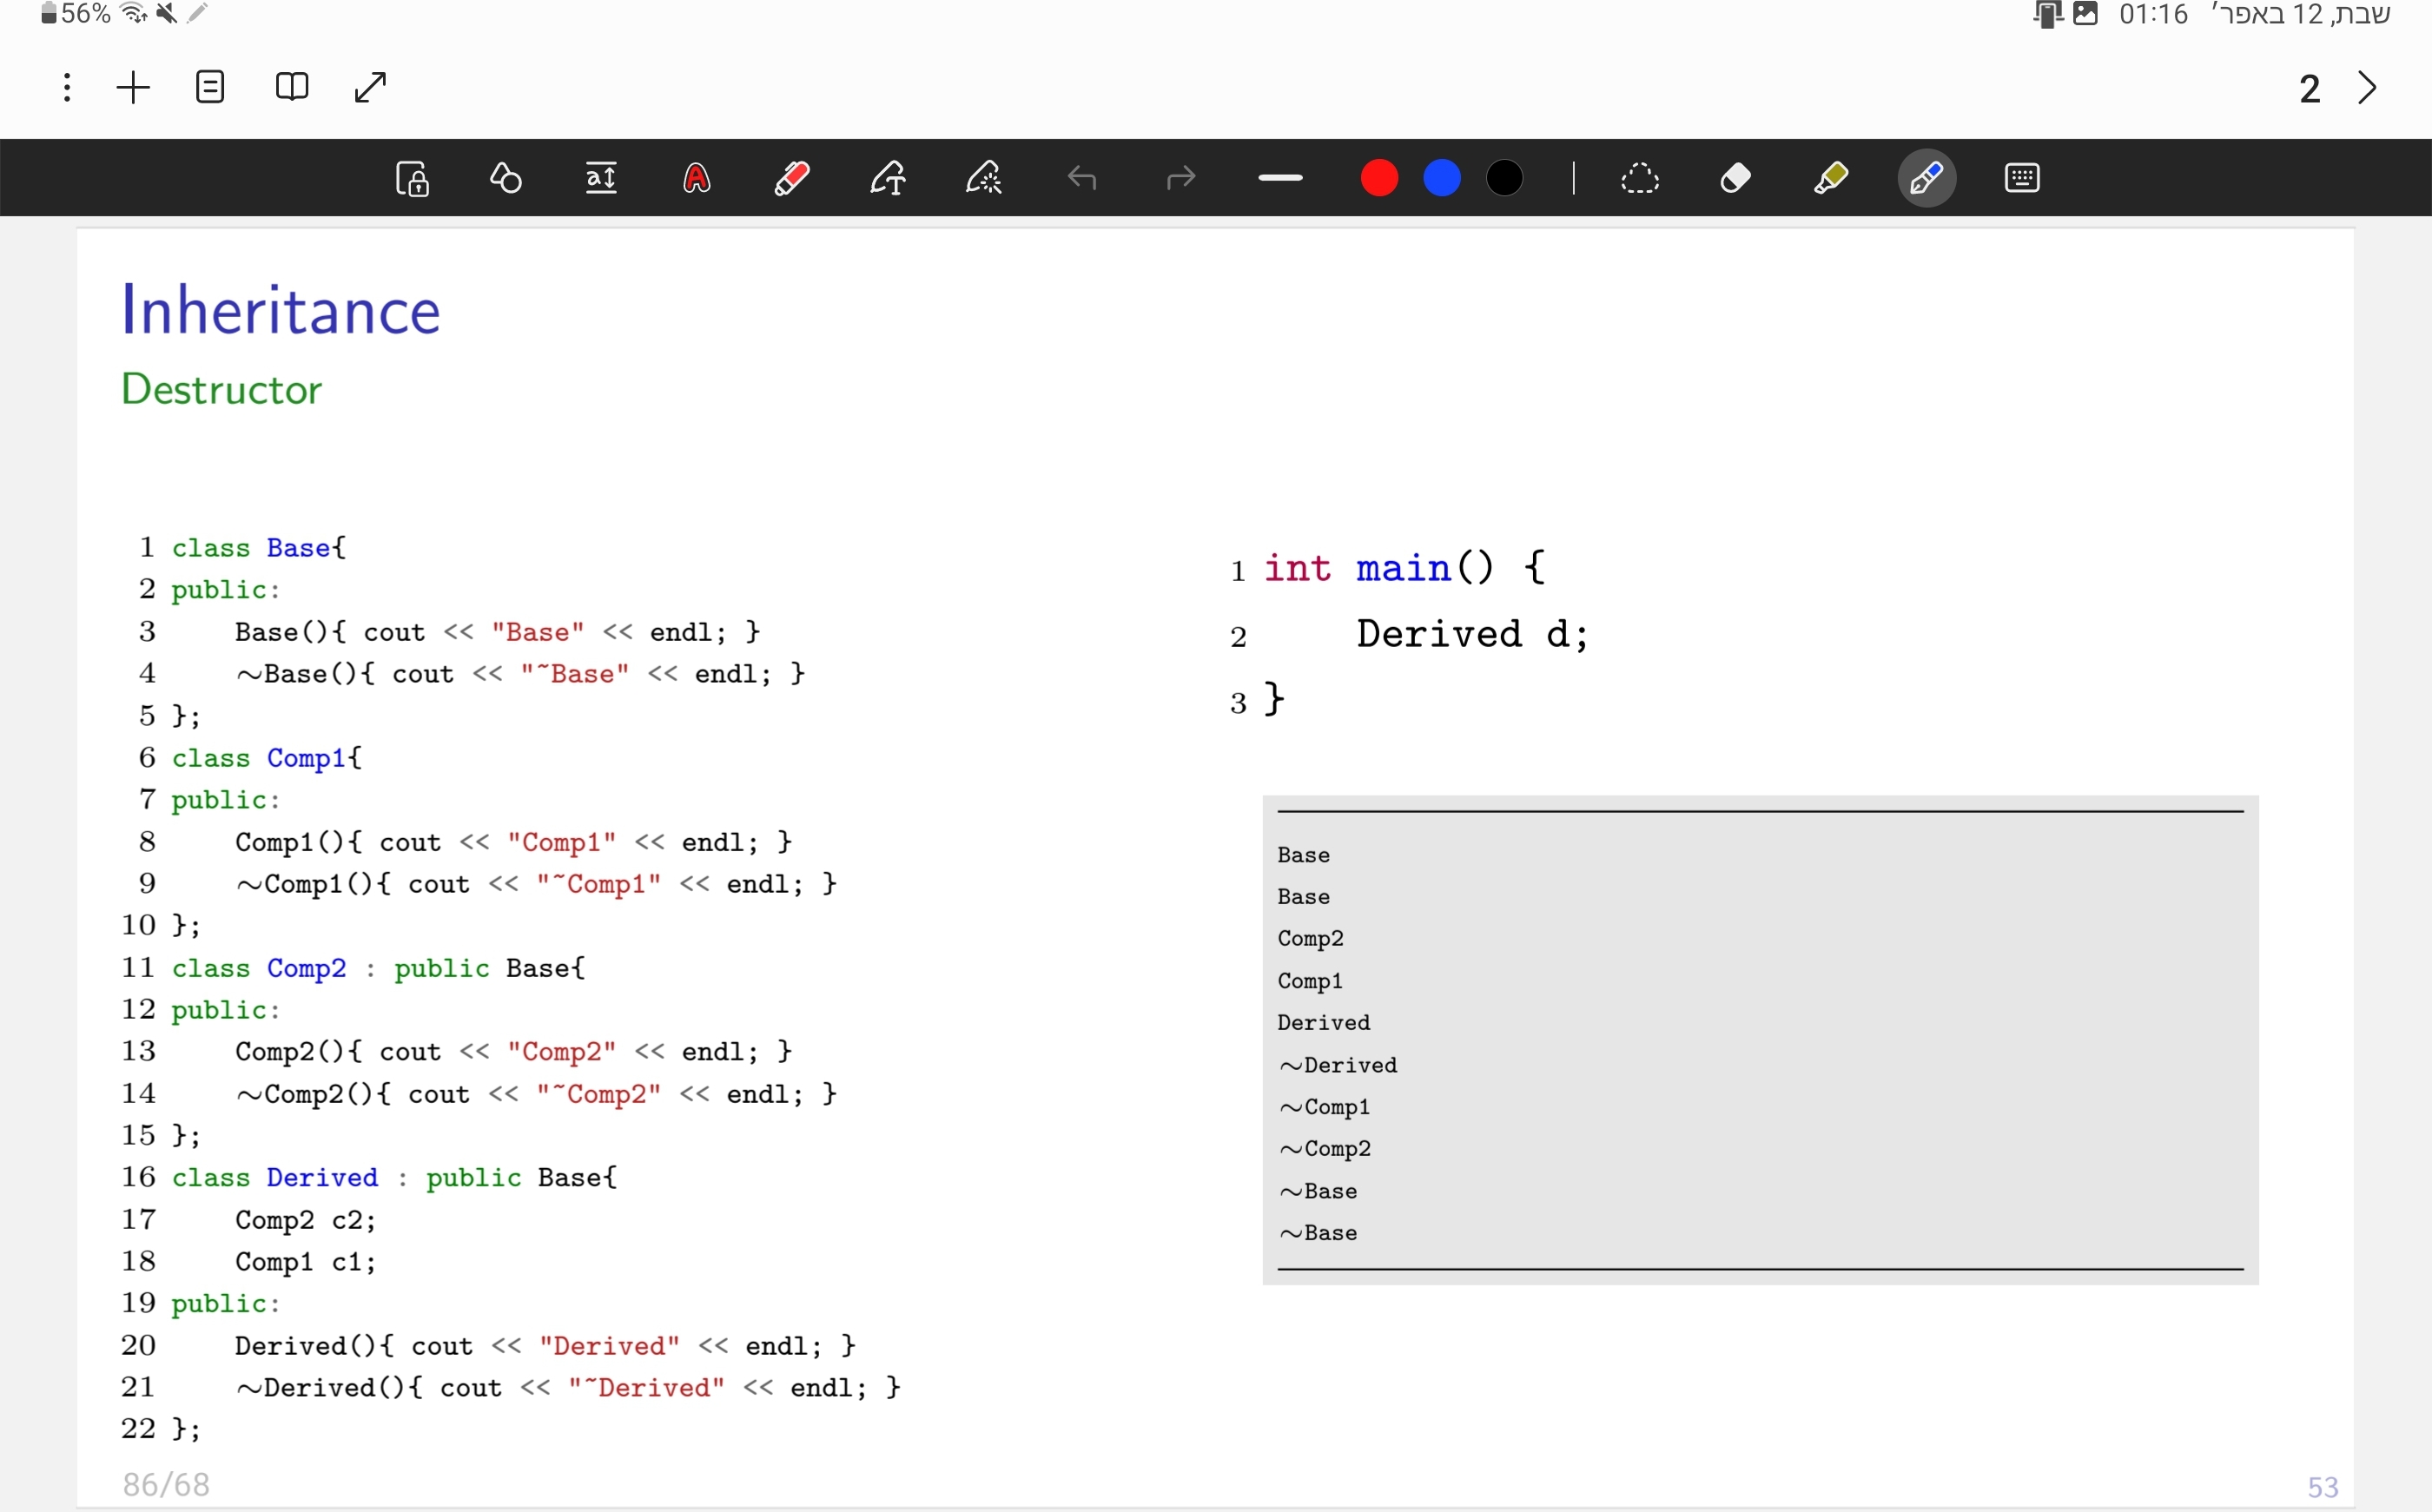 56%
שבת, 12 באפר׳ 01:16
2
Inheritance
Destructor
1 class Base{
2 public:
3     Base(){ cout << "Base" << endl; }
4     ~Base(){ cout << "~Base" << endl; }
5 };
6 class Comp1{
7 public:
8     Comp1(){ cout << "Comp1" << endl; }
9     ~Comp1(){ cout << "~Comp1" << endl; }
10 };
11 class Comp2 : public Base{
12 public:
13     Comp2(){ cout << "Comp2" << endl; }
14     ~Comp2(){ cout << "~Comp2" << endl; }
15 };
16 class Derived : public Base{
17     Comp2 c2;
18     Comp1 c1;
19 public:
20     Derived(){ cout << "Derived" << endl; }
21     ~Derived(){ cout << "~Derived" << endl; }
22 };
1 int main() {
2     Derived d;
3 }
Base
Base
Comp2
Comp1
Derived
~Derived
~Comp1
~Comp2
~Base
~Base
86/68
53